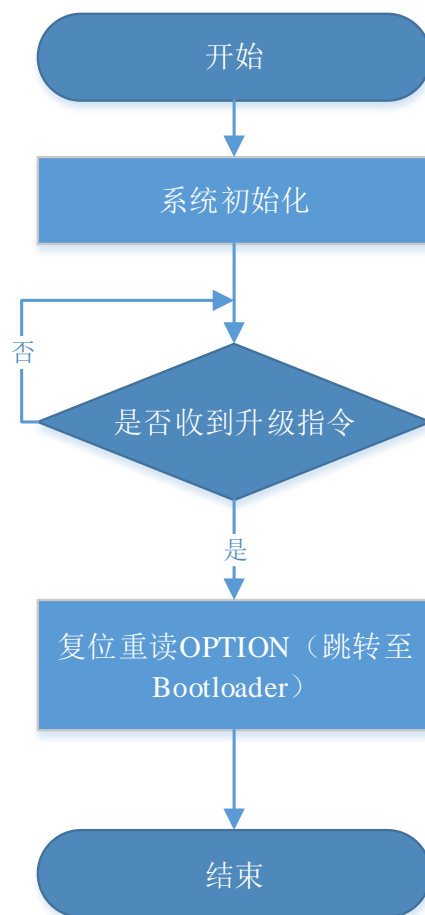 开始
系统初始化
否
是否收到升级指令
是
复位重读OPTION（跳转至
Bootloader）
结束